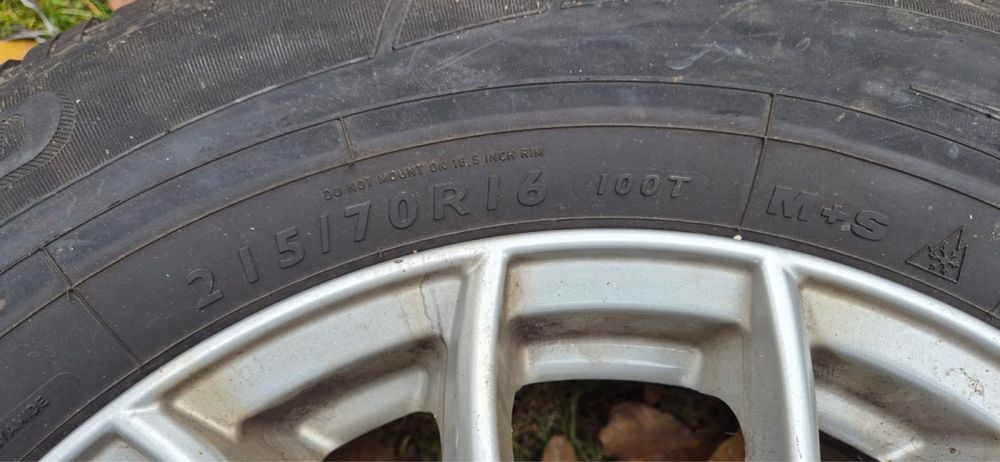 DO NOT MOUNT ON 16.5 INCH RIM
215/70R16 100T M+S